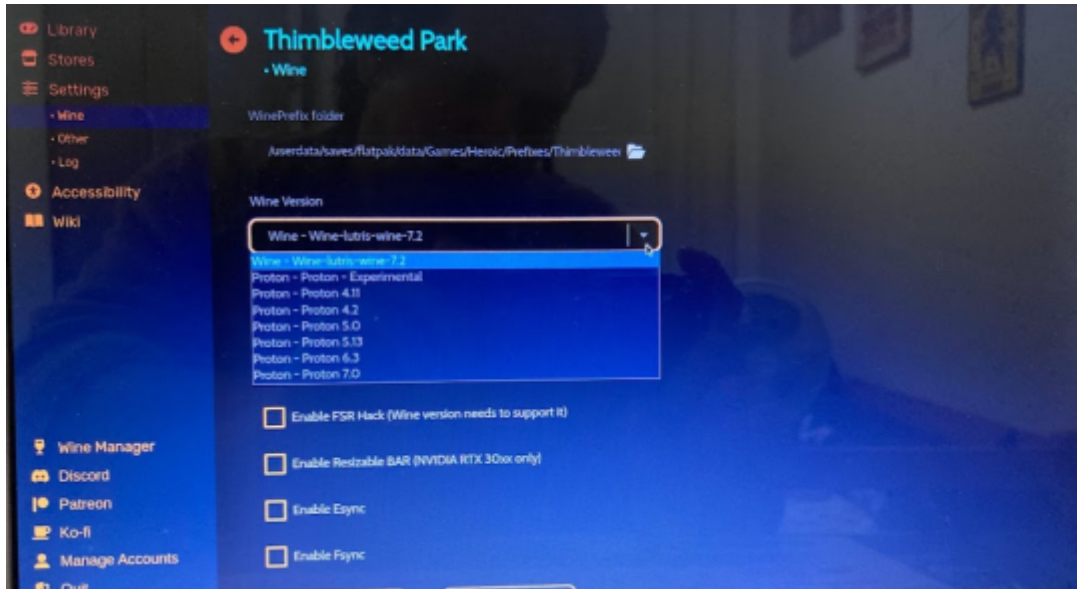 Library
Stores
Settings
• Wine
• Other
• Log
Accessibility
Wiki
Wine Manager
Discord
Patreon
Ko-fi
Manage Accounts
Quit
Thimbleweed Park
• Wine
WinePrefix folder
/userdata/saves/flatpak/data/Games/Heroic/Prefixes/Thimbleweed
Wine Version
Wine - Wine-lutris-wine-7.2
Wine - Wine-lutris-wine-7.2
Proton - Proton - Experimental
Proton - Proton 4.11
Proton - Proton 4.2
Proton - Proton 5.0
Proton - Proton 5.13
Proton - Proton 6.3
Proton - Proton 7.0
Enable FSR Hack (Wine version needs to support it)
Enable Resizable BAR (NVIDIA RTX 30xx only)
Enable Esync
Enable Fsync